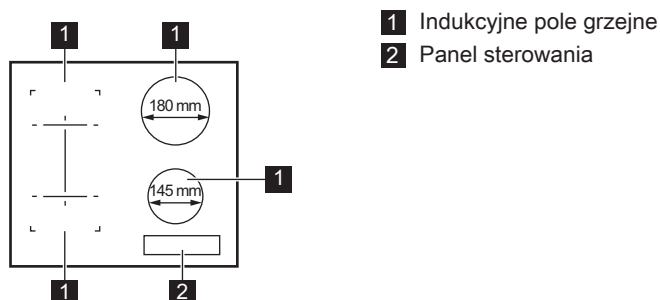 1 1
180 mm
145 mm
1
1 2
1 Indukcyjne pole grzejne
2 Panel sterowania